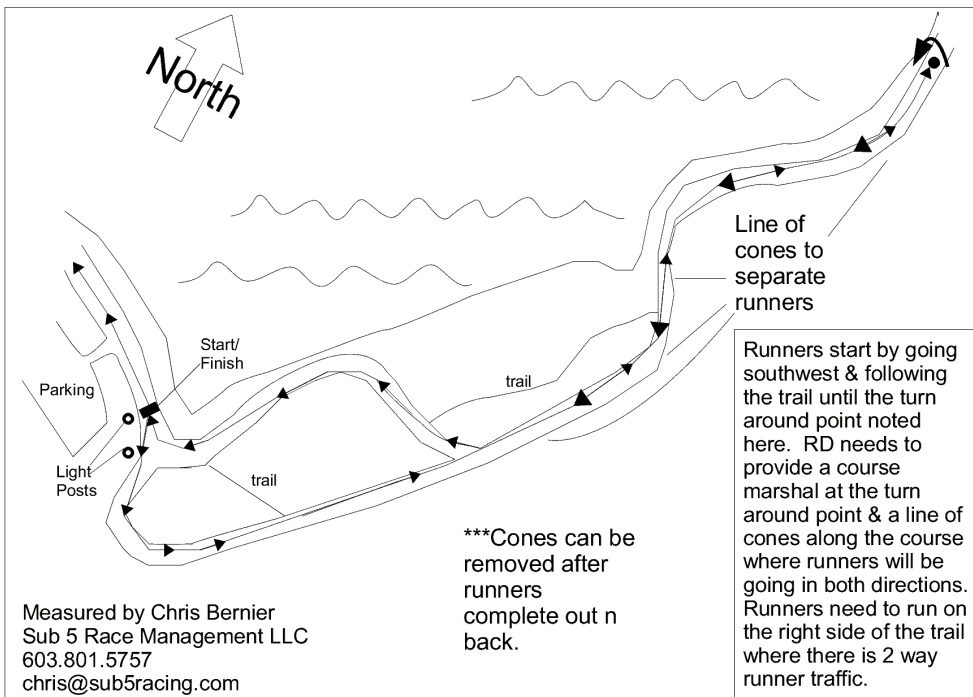 North
Line of
cones to
separate
runners
Start/
Finish
Parking
trail
Light
Posts
trail
Runners start by going
southwest & following
the trail until the turn
around point noted
here.  RD needs to
provide a course
marshal at the turn
around point & a line of
cones along the course
where runners will be
going in both directions.
Runners need to run on
the right side of the trail
where there is 2 way
runner traffic.
***Cones can be
removed after
runners
complete out n
back.
Measured by Chris Bernier
Sub 5 Race Management LLC
603.801.5757
chris@sub5racing.com